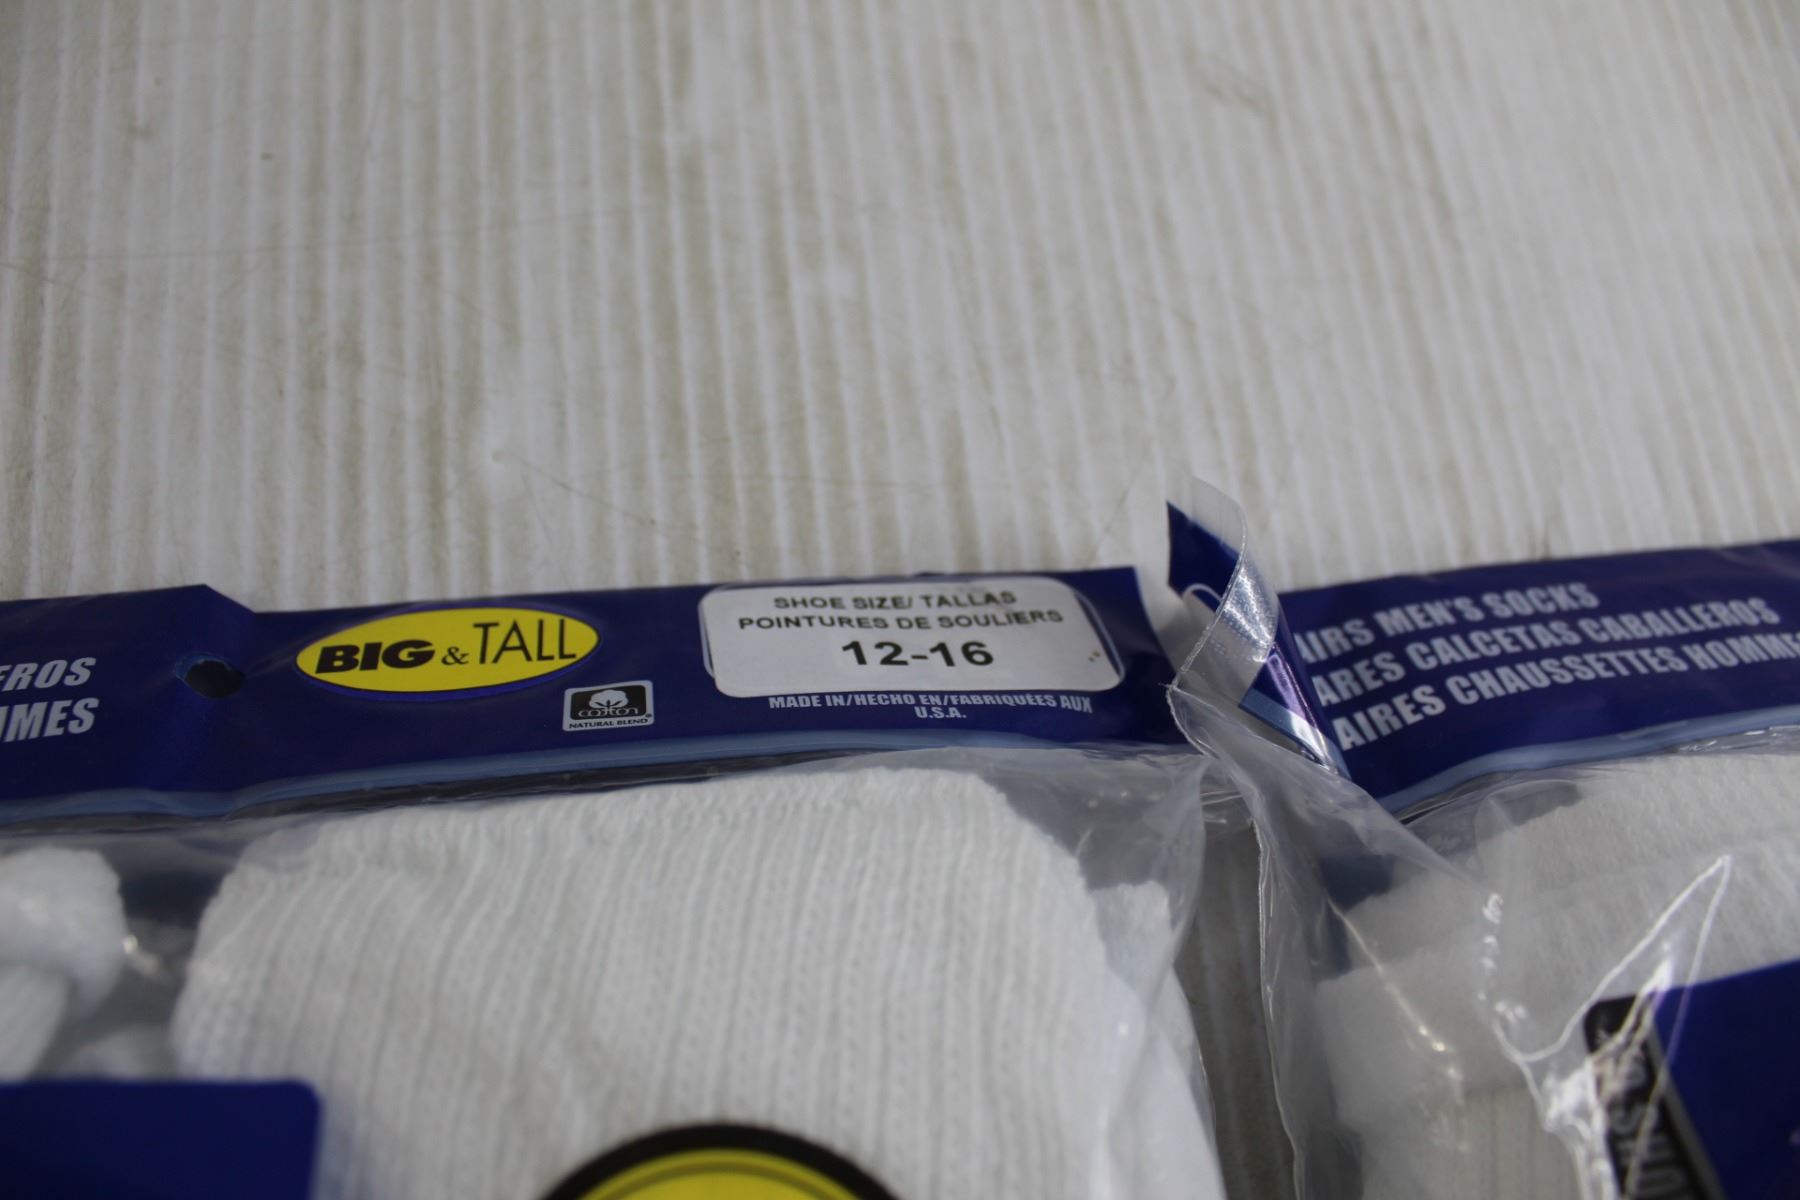 EROS
MMES
BIG & TALL
cotton
NATURAL BLEND
SHOE SIZE/ TALLAS
POINTURES DE SOULIERS
12-16
MADE IN/HECHO EN/FABRIQUÉES AUX
U.S.A.
AIRS MEN'S SOCKS
ARES CALCETAS CABALLEROS
AIRES CHAUSSETTES HOMMES